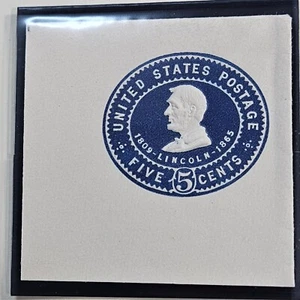 UNITED STATES POSTAGE
1809-LINCOLN-1865
FIVE 5 CENTS